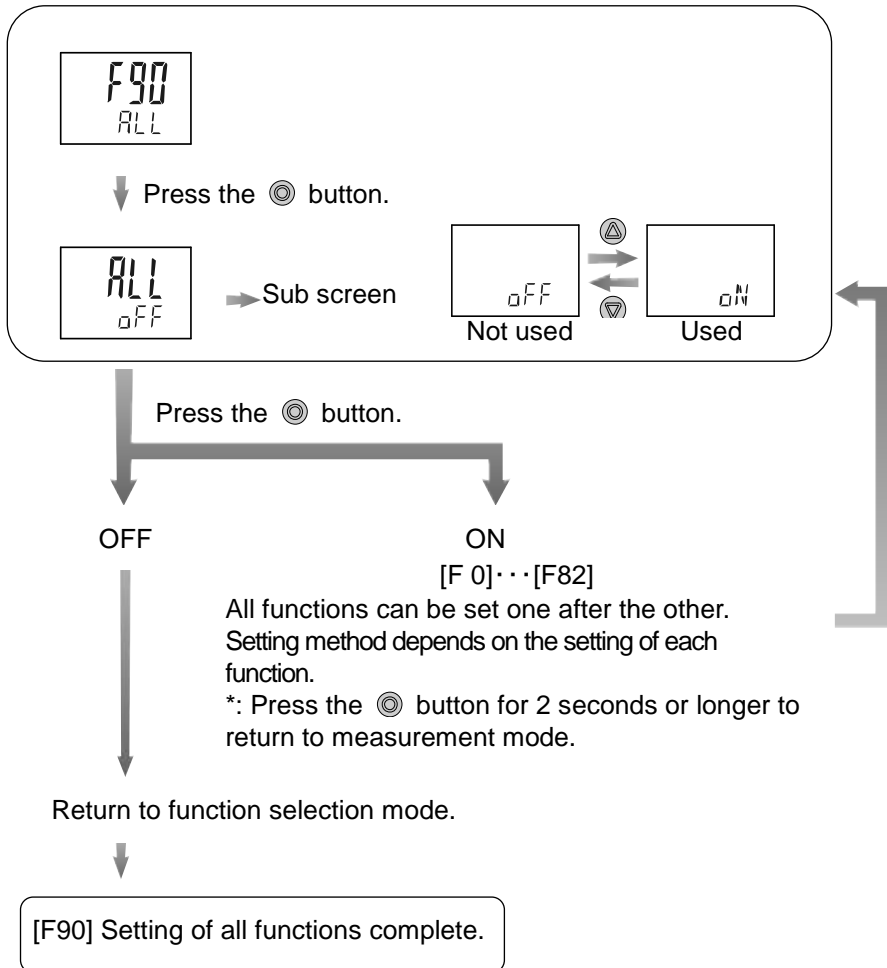 F90
ALL
Press the button.
ALL
oFF
Sub screen
oFF
oN
Not used
Used
Press the button.
OFF
ON
[F 0]･･･[F82]
All functions can be set one after the other.
Setting method depends on the setting of each
function.
*: Press the button for 2 seconds or longer to
return to measurement mode.
Return to function selection mode.
[F90] Setting of all functions complete.